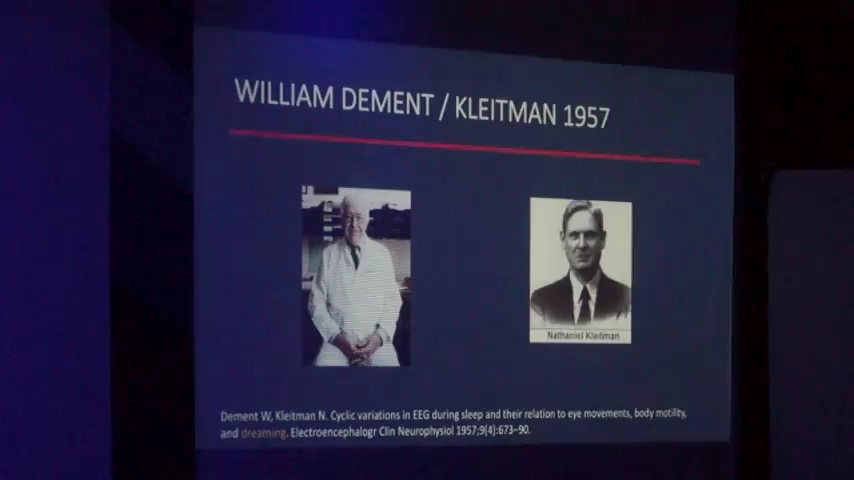 WILLIAM DEMENT / KLEITMAN 1957
Nathaniel Kleitman
Dement W, Kleitman N. Cyclic variations in EEG during sleep and their relation to eye movements, body motility,
and dreaming. Electroencephalogr Clin Neurophysiol 1957;9(4):673–90.